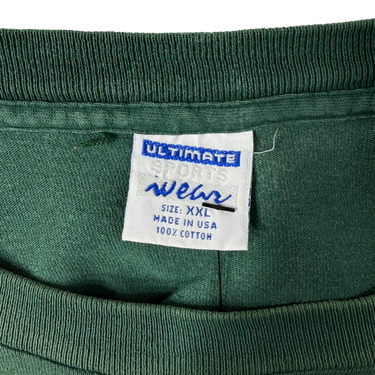 ULTIMATE
SPORTS
wear
SIZE: XXL
MADE IN USA
100% COTTON